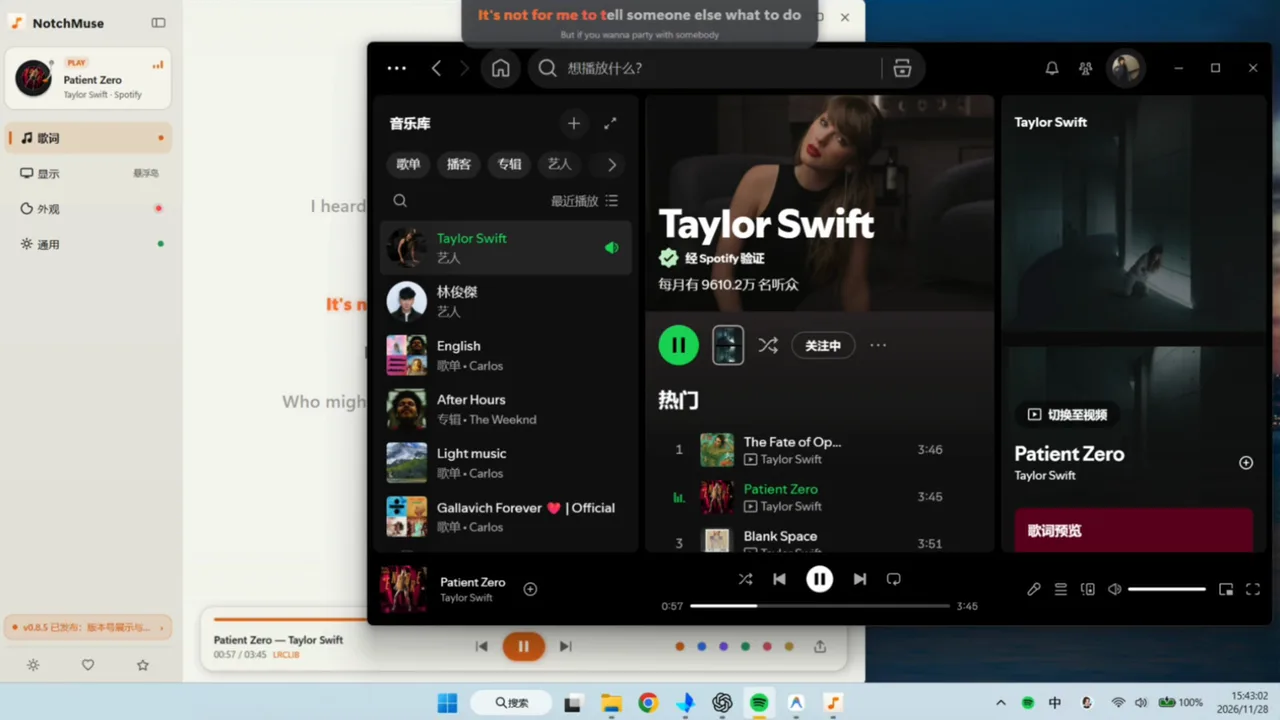 NotchMuse
PLAY
Patient Zero
Taylor Swift · Spotify
歌词
显示
悬浮岛
外观
通用
v0.8.5 已发布：版本号展示与...
It's not for me to tell someone else what to do
But if you wanna party with somebody
I heard
It's n
Who migh
Patient Zero — Taylor Swift
00:57 / 03:45 LRCLIB
想播放什么?
音乐库
歌单
播客
专辑
艺人
最近播放
Taylor Swift
艺人
林俊傑
艺人
English
歌单 • Carlos
After Hours
专辑 • The Weeknd
Light music
歌单 • Carlos
Gallavich Forever ❤️ | Official
歌单 • Carlos
Taylor Swift
经 Spotify 验证
每月有 9610.2万 名听众
关注中
热门
1
The Fate of Op...
Taylor Swift
3:46
Patient Zero
Taylor Swift
3:45
3
Blank Space
Taylor Swift
3:51
Taylor Swift
切换至视频
Patient Zero
Taylor Swift
歌词预览
Patient Zero
Taylor Swift
0:57
3:45
搜索
中
100%
15:43:02
2026/11/28